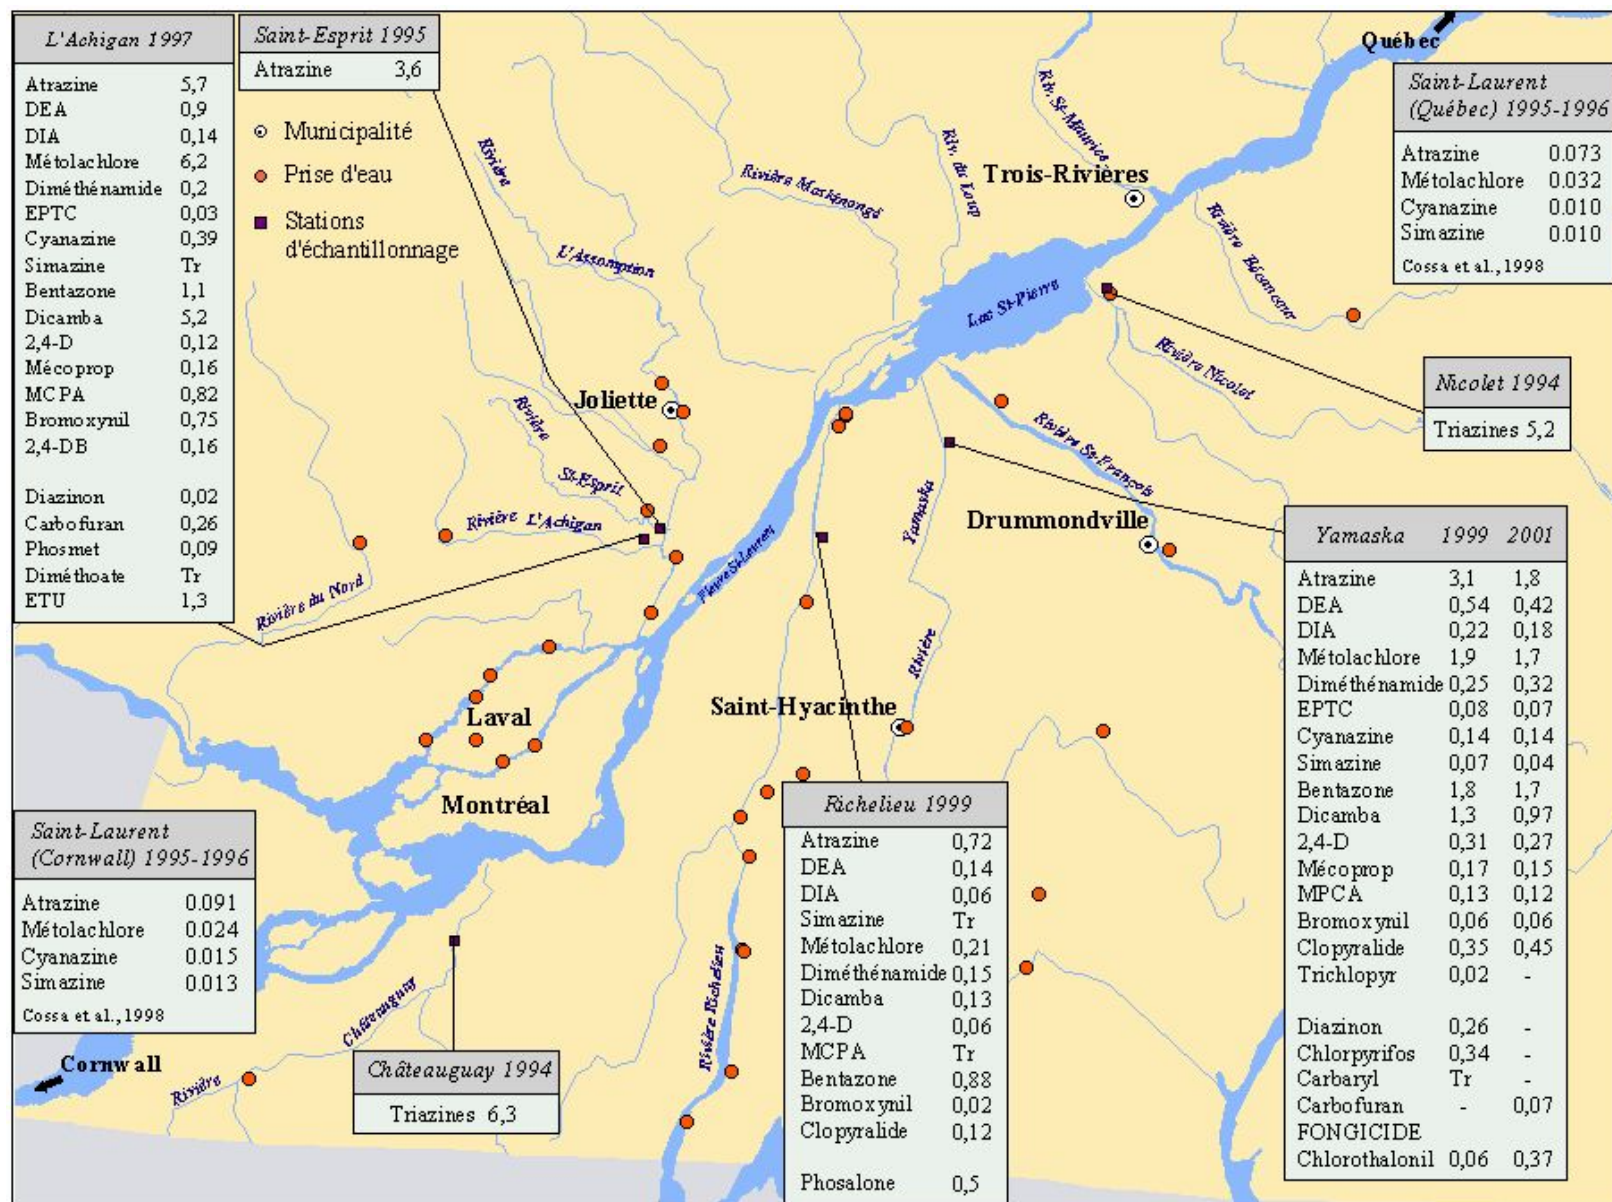 L'Achigan 1997
Atrazine 5,7
DEA 0,9
DIA 0,14
Métolachlore 6,2
Diméthénamide 0,2
EPTC 0,03
Cyanazine 0,39
Simazine Tr
Bentazone 1,1
Dicamba 5,2
2,4-D 0,12
Mécoprop 0,16
MCPA 0,82
Bromoxynil 0,75
2,4-DB 0,16
Diazinon 0,02
Carbofuran 0,26
Phosmet 0,09
Diméthoate Tr
ETU 1,3
Saint-Esprit 1995
Atrazine 3,6
Municipalité
Prise d'eau
Stations
d'échantillonnage
Québec
Saint-Laurent
(Québec) 1995-1996
Atrazine 0.073
Métolachlore 0.032
Cyanazine 0.010
Simazine 0.010
Cossa et al., 1998
Riv. St-Maurice
Trois-Rivières
Riv. du Loup
Rivière Maskinongé
Rivière
L'Assomption
Lac St-Pierre
Rivière Bécancour
Rivière Nicolet
Nicolet 1994
Triazines 5,2
Joliette
Rivière
St-Esprit
Rivière L'Achigan
Rivière du Nord
Fleuve St-Laurent
Rivière St-François
Yamaska
Rivière
Drummondville
Saint-Hyacinthe
Laval
Montréal
Yamaska 1999 2001
Atrazine 3,1 1,8
DEA 0,54 0,42
DIA 0,22 0,18
Métolachlore 1,9 1,7
Diméthénamide 0,25 0,32
EPTC 0,08 0,07
Cyanazine 0,14 0,14
Simazine 0,07 0,04
Bentazone 1,8 1,7
Dicamba 1,3 0,97
2,4-D 0,31 0,27
Mécoprop 0,17 0,15
MPCA 0,13 0,12
Bromoxynil 0,06 0,06
Clopyralide 0,35 0,45
Trichlopyr 0,02 -
Diazinon 0,26 -
Chlorpyrifos 0,34 -
Carbaryl Tr -
Carbofuran - 0,07
FONGICIDE
Chlorothalonil 0,06 0,37
Richelieu 1999
Atrazine 0,72
DEA 0,14
DIA 0,06
Simazine Tr
Métolachlore 0,21
Diméthénamide 0,15
Dicamba 0,13
2,4-D 0,06
MCPA Tr
Bentazone 0,88
Bromoxynil 0,02
Clopyralide 0,12
Phosalone 0,5
Rivière Richelieu
Saint-Laurent
(Cornwall) 1995-1996
Atrazine 0.091
Métolachlore 0.024
Cyanazine 0.015
Simazine 0.013
Cossa et al., 1998
Cornwall
Rivière
Châteauguay
Châteauguay 1994
Triazines 6,3